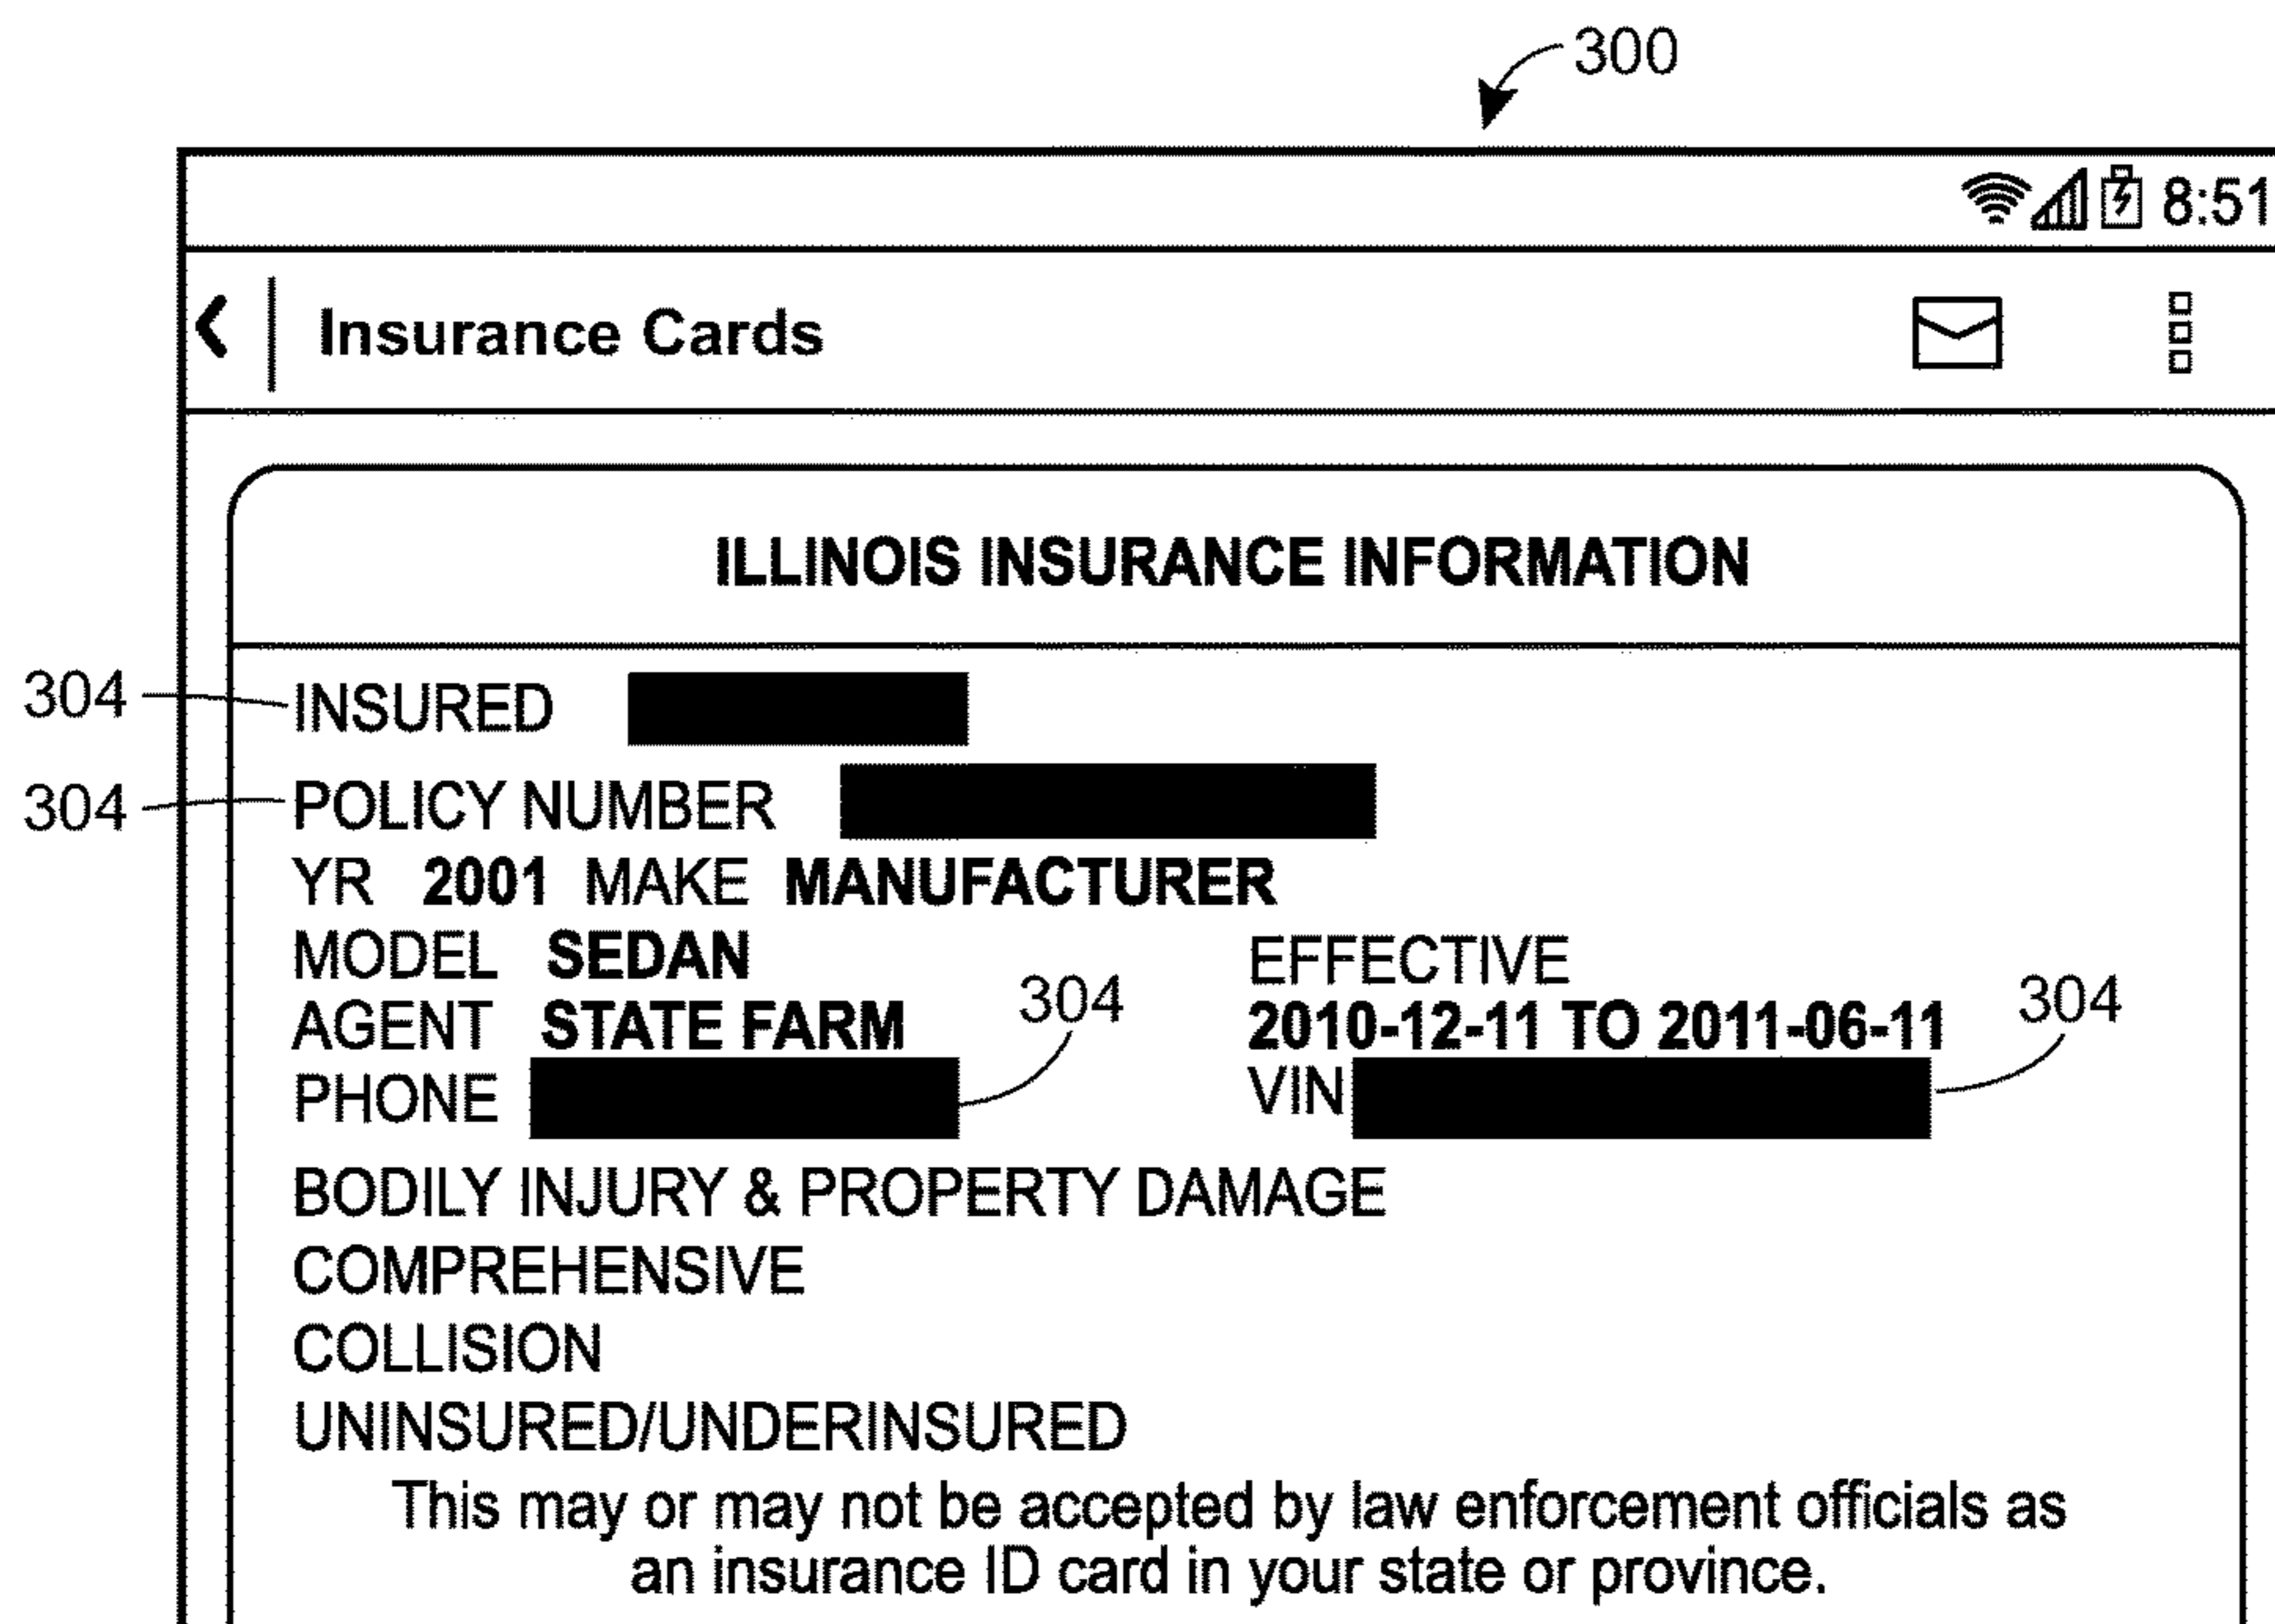 300
8:51
Insurance Cards
ILLINOIS INSURANCE INFORMATION
304 INSURED
304 POLICY NUMBER
YR 2001 MAKE MANUFACTURER
MODEL SEDAN EFFECTIVE
AGENT STATE FARM 304 2010-12-11 TO 2011-06-11 304
PHONE VIN
BODILY INJURY & PROPERTY DAMAGE
COMPREHENSIVE
COLLISION
UNINSURED/UNDERINSURED
This may or may not be accepted by law enforcement officials as
an insurance ID card in your state or province.